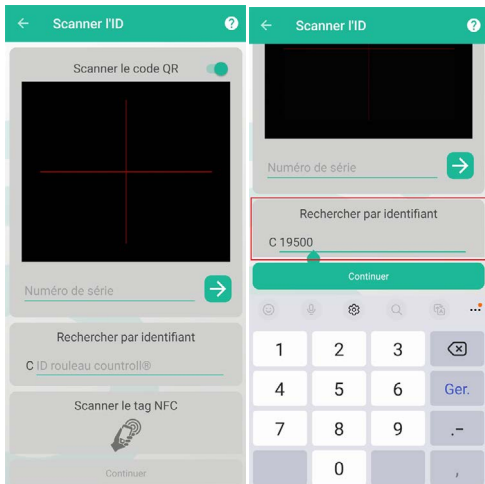 Scanner l'ID
?
Scanner le code QR
Numéro de série
Rechercher par identifiant
C ID rouleau countroll®
Scanner le tag NFC
Continuer
Scanner l'ID
?
Numéro de série
Rechercher par identifiant
C 19500
Continuer
1 2 3
4 5 6 Ger.
7 8 9 .-
0 ,